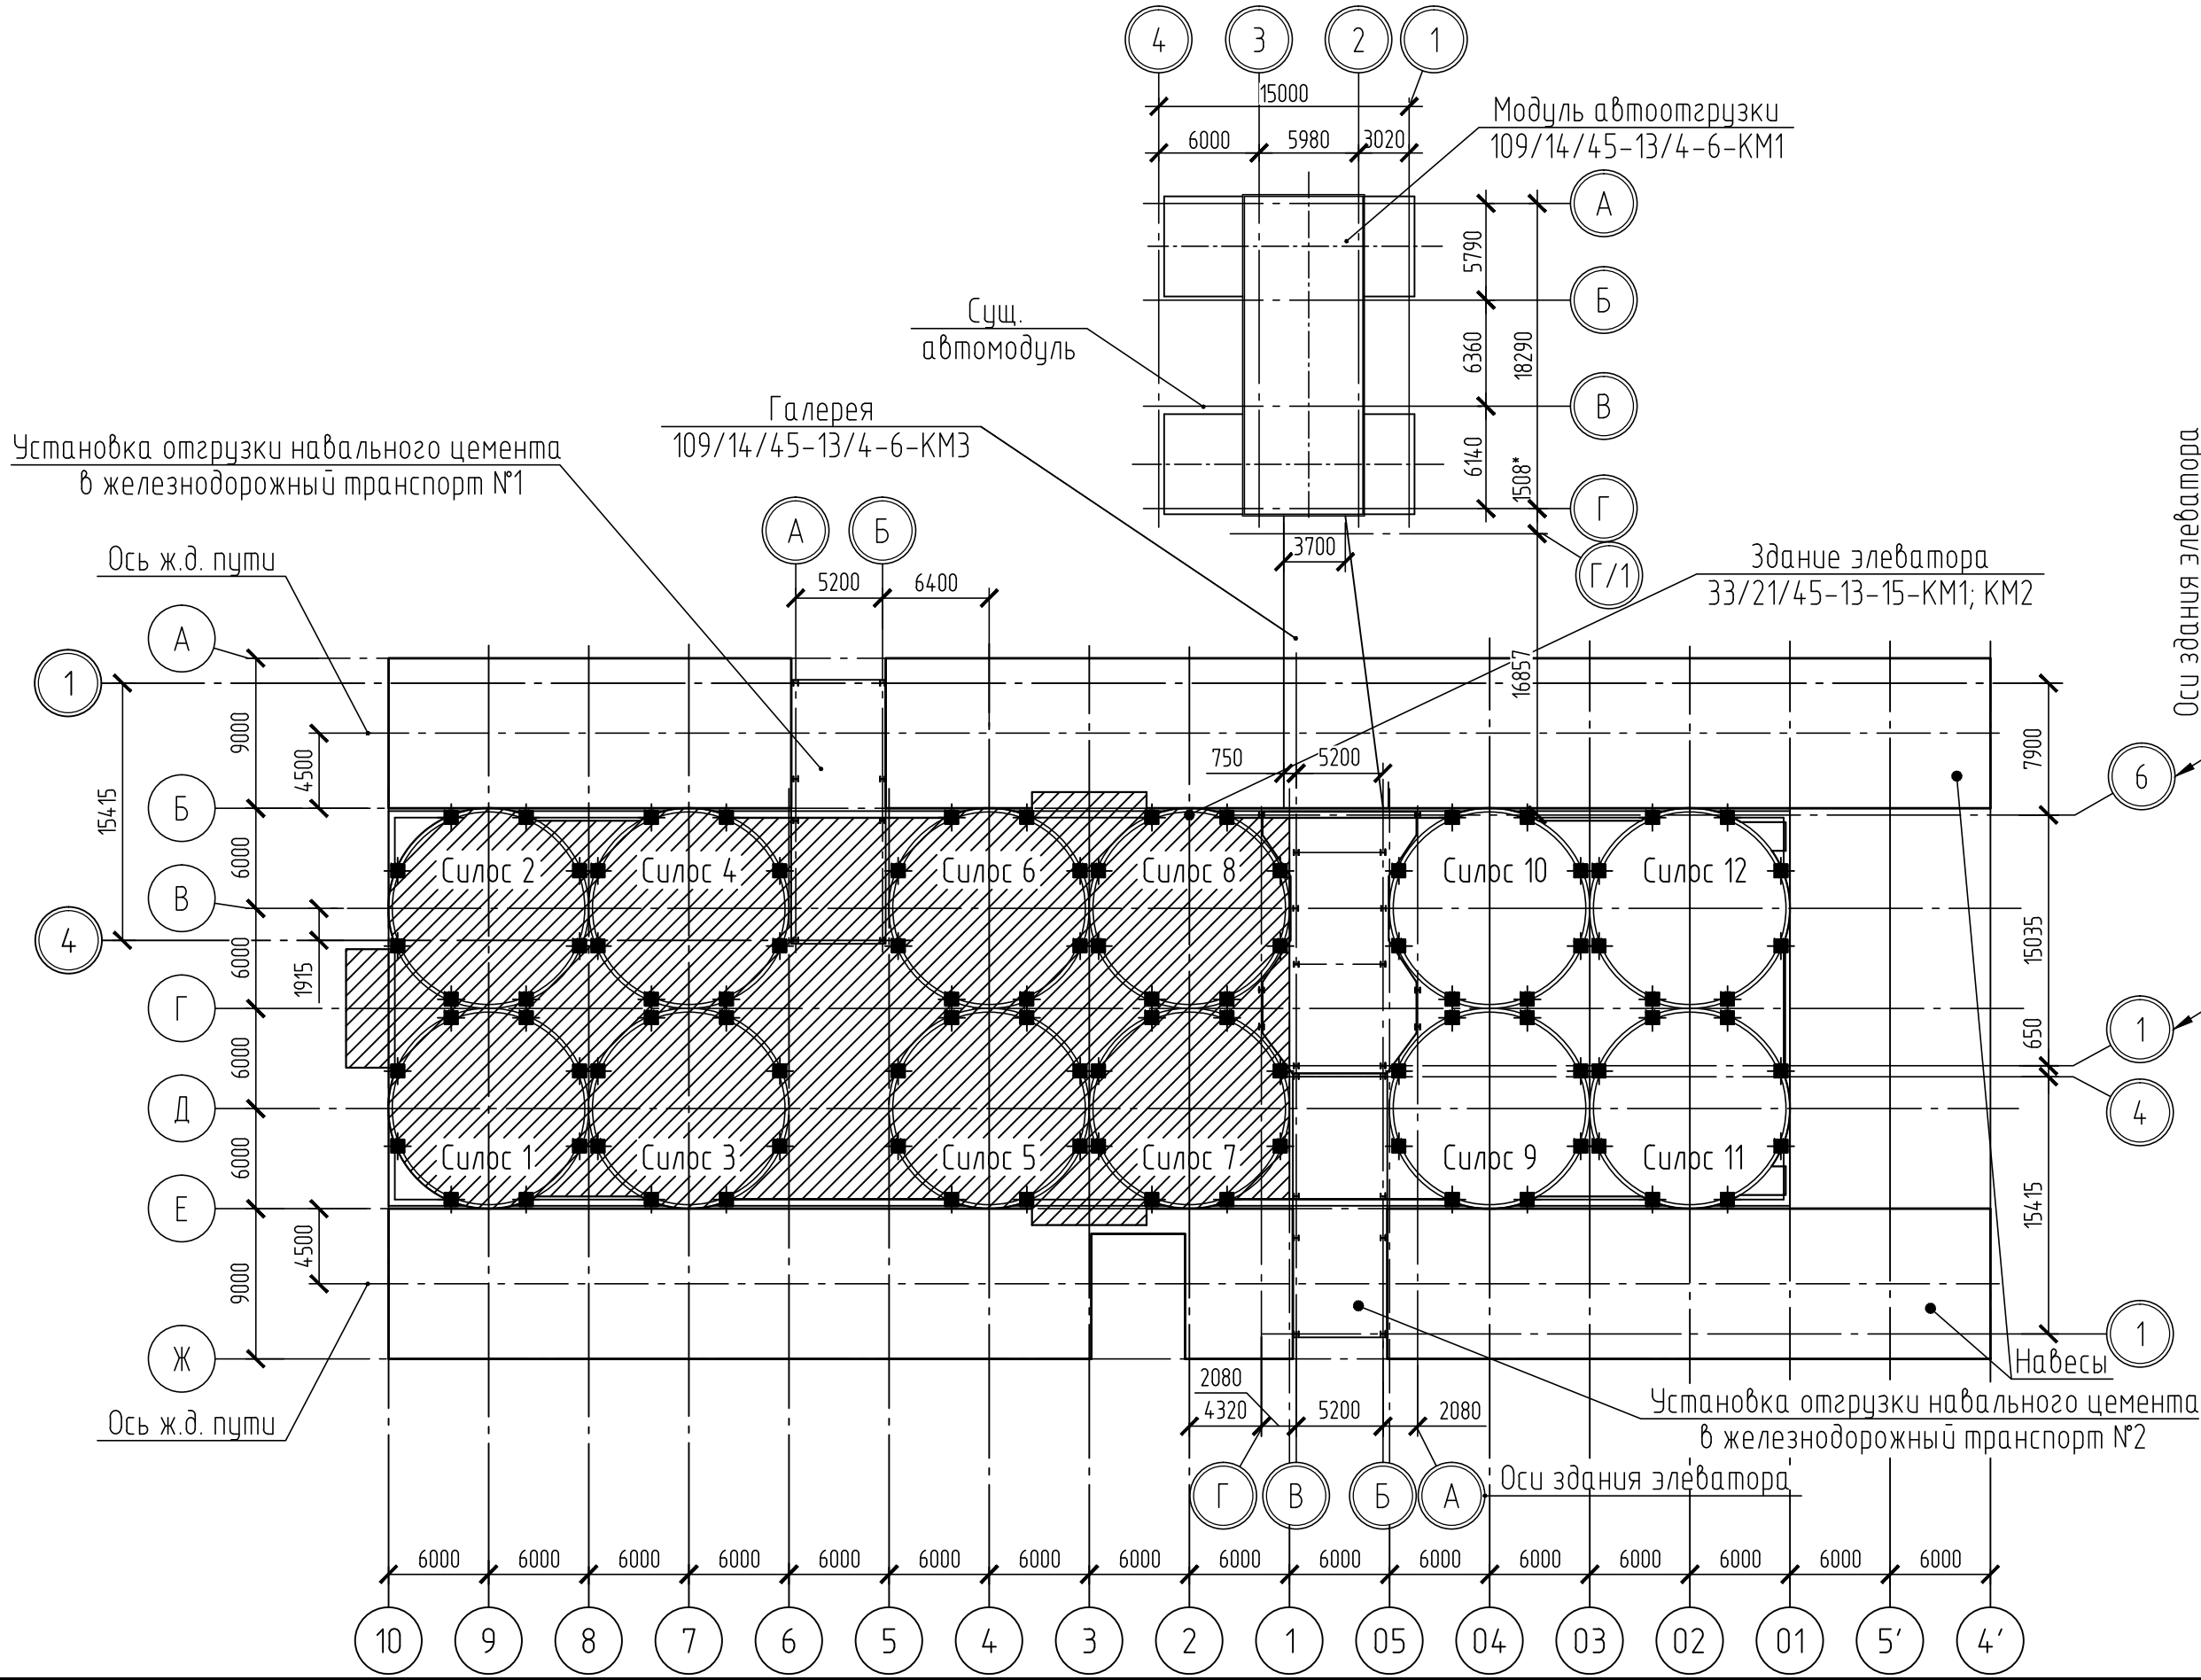 4 3 2 1
15000
6000 5980 3020
Модуль автоотгрузки
109/14/45-13/4-6-КМ1
А
5790
Б
Сущ.
автомодуль
6360
18290
В
Галерея
109/14/45-13/4-6-КМ3
6140
1508*
Г
Установка отгрузки навального цемента
в железнодорожный транспорт №1
А Б
Оси здания элеватора
3700
Г/1
Ось ж.д. пути
5200 6400
Здание элеватора
33/21/45-13-15-КМ1; КМ2
А
1
16857
9000
4500
7900
15415
750 5200
6
Б
6000
Силос 2 Силос 4 Силос 6 Силос 8 Силос 10 Силос 12
В
4
6000
1915
15035
Г
1
6000
650
Д
4
6000
Силос 1 Силос 3 Силос 5 Силос 7 Силос 9 Силос 11
15415
Е
4500
9000
1
Ж
Навесы
2080
Установка отгрузки навального цемента
в железнодорожный транспорт №2
Ось ж.д. пути
4320 5200 2080
Г В Б А
Оси здания элеватора
6000 6000 6000 6000 6000 6000 6000 6000 6000 6000 6000 6000 6000 6000 6000 6000
10 9 8 7 6 5 4 3 2 1 05 04 03 02 01 5′ 4′